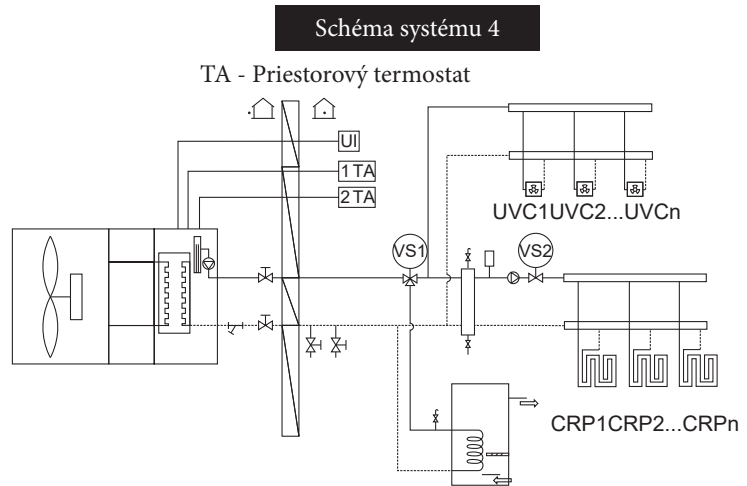 Schéma systému 4
TA - Priestorový termostat
UI
1 TA
2 TA
UVC1UVC2...UVCn
VS1
VS2
CRP1CRP2...CRPn